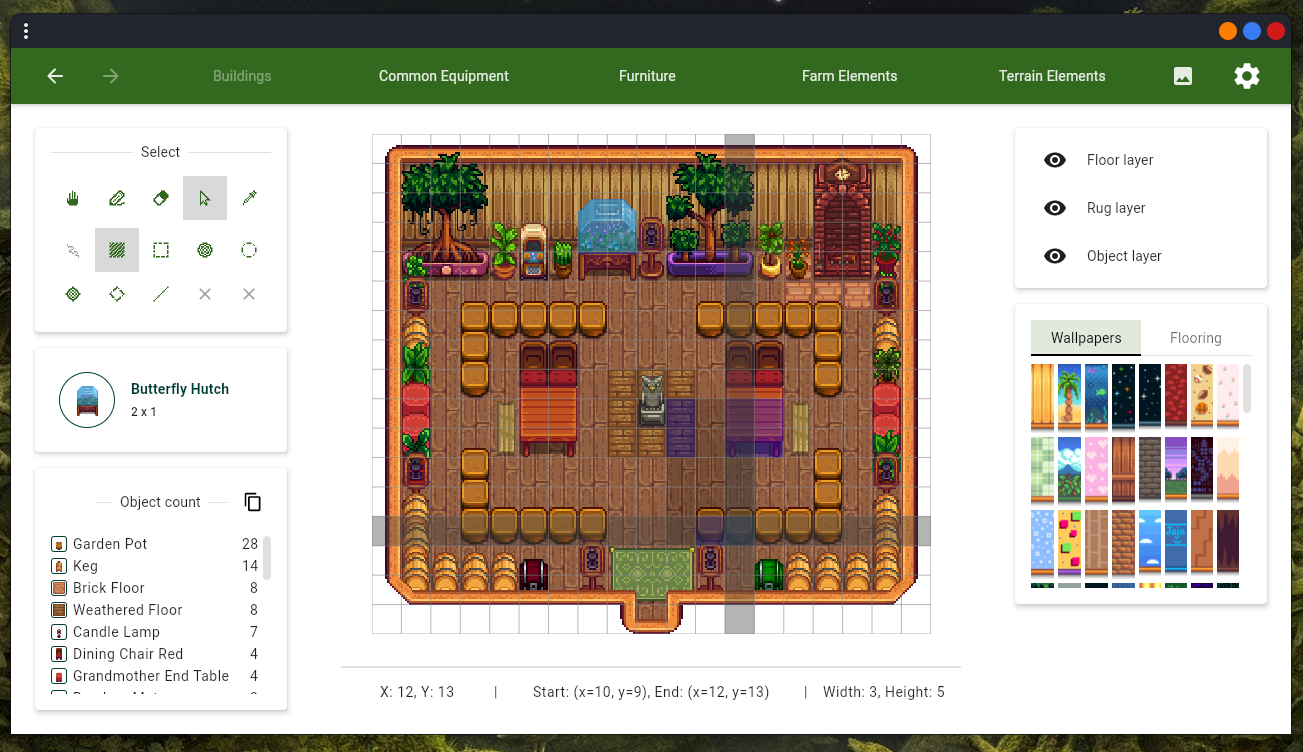 Buildings
Common Equipment
Furniture
Farm Elements
Terrain Elements
Select
Butterfly Hutch
2 x 1
Object count
Garden Pot 28
Keg 14
Brick Floor 8
Weathered Floor 8
Candle Lamp 7
Dining Chair Red 4
Grandmother End Table 4
Floor layer
Rug layer
Object layer
Wallpapers
Flooring
Joja
X: 12, Y: 13 | Start: (x=10, y=9), End: (x=12, y=13) | Width: 3, Height: 5